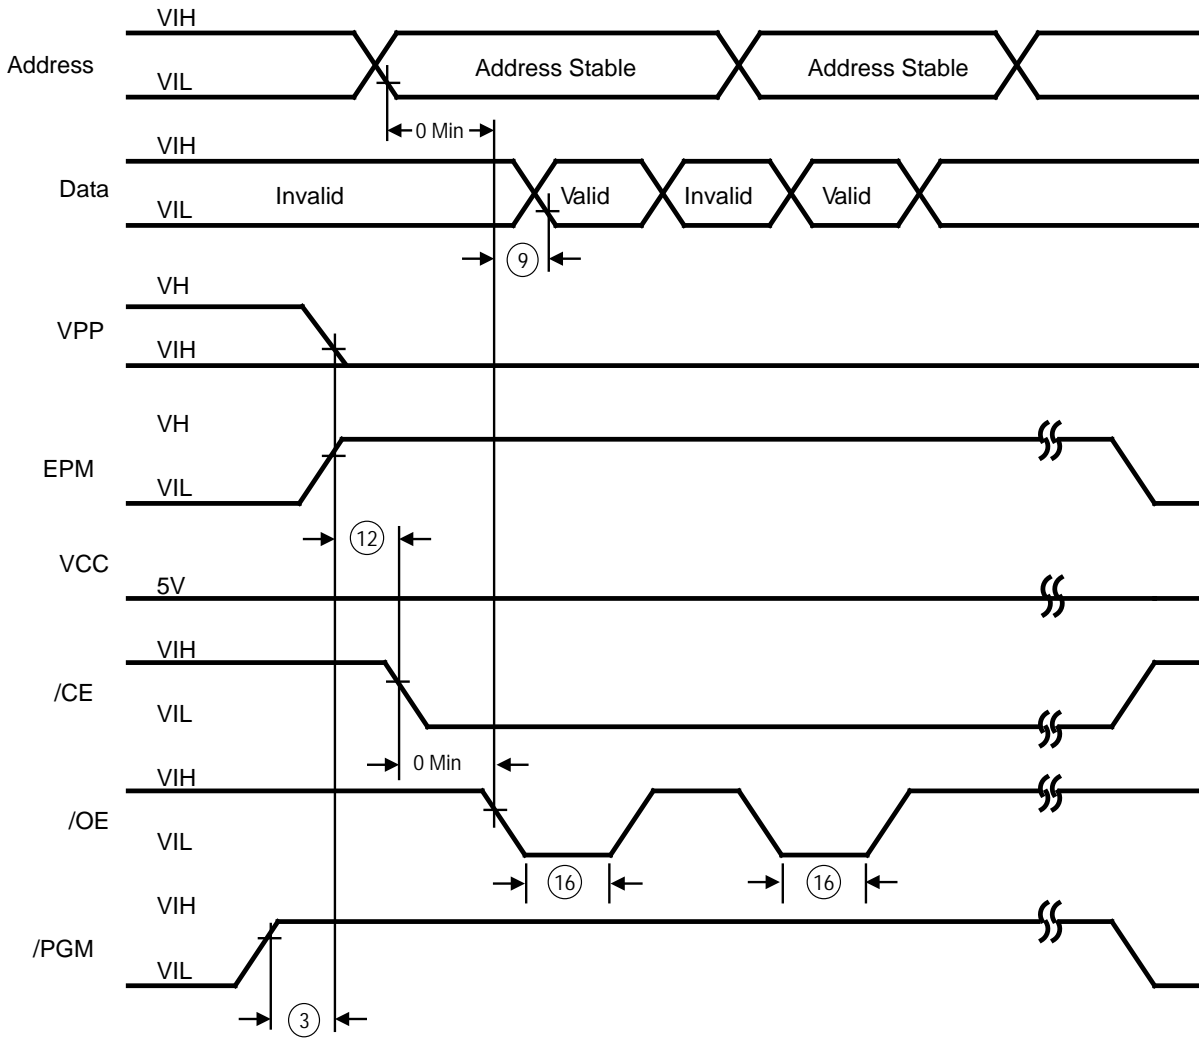 VIH
Address
Address Stable
Address Stable
VIL
0 Min
VIH
Data
Invalid
Valid
Invalid
Valid
VIL
9
VH
VPP
VIH
VH
EPM
VIL
12
VCC
5V
VIH
/CE
VIL
0 Min
VIH
/OE
VIL
16
16
VIH
/PGM
VIL
3